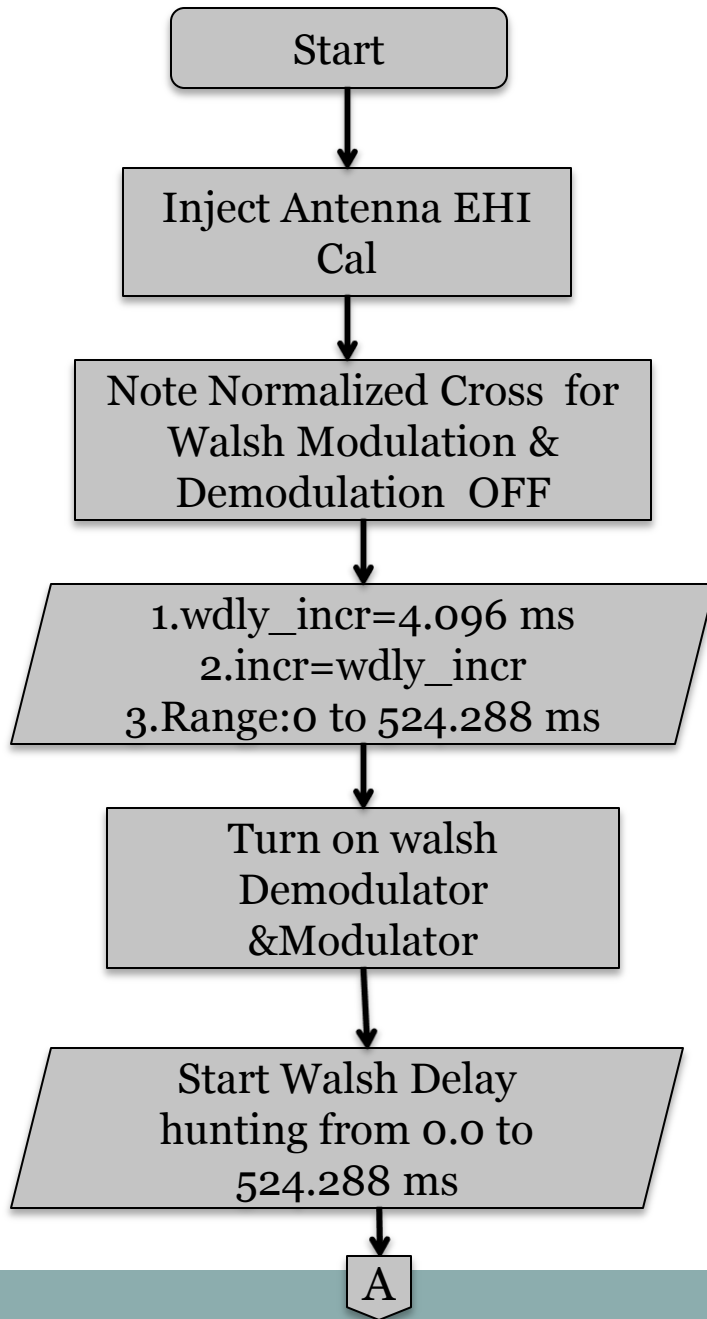 Start
Inject Antenna EHI
Cal
Note Normalized Cross for
Walsh Modulation &
Demodulation OFF
1.wdly_incr=4.096 ms
2.incr=wdly_incr
3.Range:0 to 524.288 ms
Turn on walsh
Demodulator
&Modulator
Start Walsh Delay
hunting from 0.0 to
524.288 ms
A